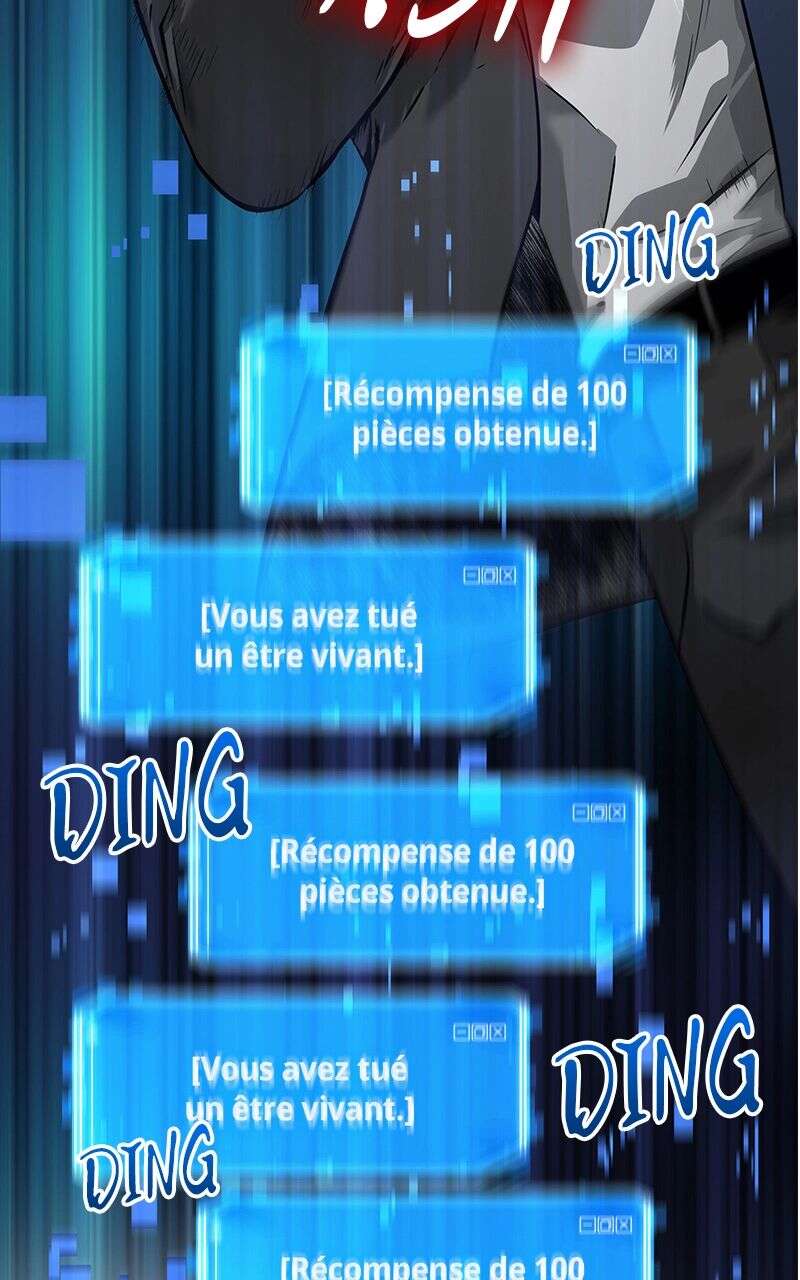 DING
[Récompense de 100
pièces obtenue.]
[Vous avez tué
un être vivant.]
DING
[Récompense de 100
pièces obtenue.]
[Vous avez tué
un être vivant.]
DING
DING
[Récompense de 100